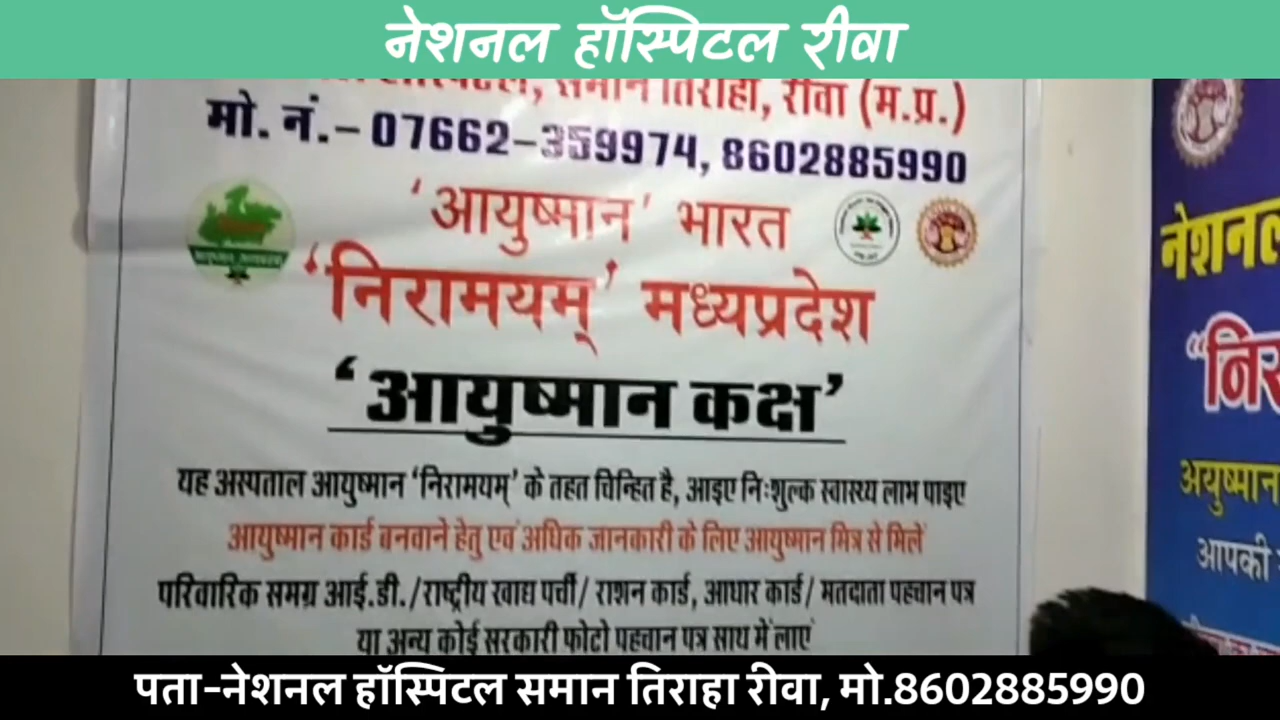 नेशनल हॉस्पिटल रीवा
समान तिराहा, रीवा (म.प्र.)
मो. नं.- 07662-359974, 8602885990
'आयुष्मान' भारत
"निरामयम्' मध्यप्रदेश
'आयुष्मान कक्ष'
यह अस्पताल आयुष्मान 'निरामयम्' के तहत चिन्हित है, आइए निःशुल्क स्वास्थ्य लाभ पाइए
आयुष्मान कार्ड बनवाने हेतु एवं अधिक जानकारी के लिए आयुष्मान मित्र से मिलें
परिवारिक समग्र आई.डी./राष्ट्रीय खाद्य पर्ची/ राशन कार्ड, आधार कार्ड/ मतदाता पहचान पत्र
या अन्य कोई सरकारी फोटो पहचान पत्र साथ में लाएं
नेशनल
"निर
अयुष्मान
आपकी
पता-नेशनल हॉस्पिटल समान तिराहा रीवा, मो.8602885990